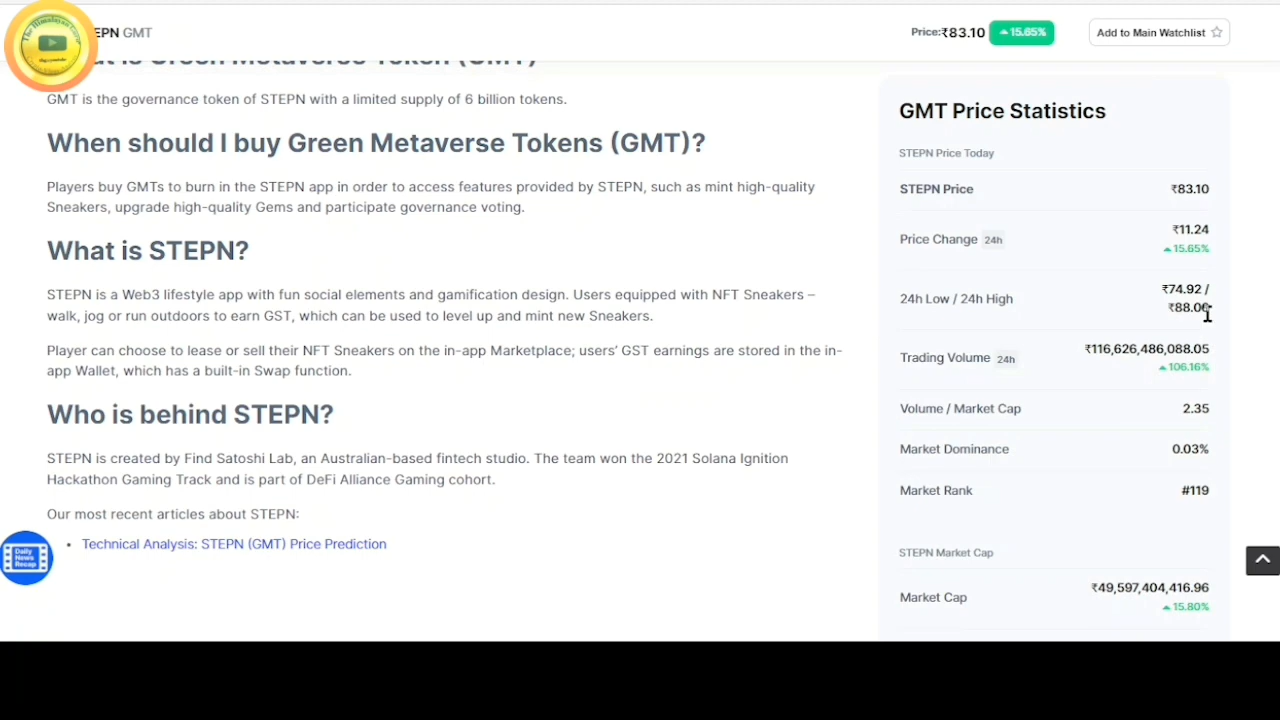 EPN GMT
Price:₹83.10 15.65%
Add to Main Watchlist
is Green Metaverse Token (GMT)
GMT is the governance token of STEPN with a limited supply of 6 billion tokens.
When should I buy Green Metaverse Tokens (GMT)?
Players buy GMTs to burn in the STEPN app in order to access features provided by STEPN, such as mint high-quality
Sneakers, upgrade high-quality Gems and participate governance voting.
What is STEPN?
STEPN is a Web3 lifestyle app with fun social elements and gamification design. Users equipped with NFT Sneakers –
walk, jog or run outdoors to earn GST, which can be used to level up and mint new Sneakers.
Player can choose to lease or sell their NFT Sneakers on the in-app Marketplace; users’ GST earnings are stored in the in-
app Wallet, which has a built-in Swap function.
Who is behind STEPN?
STEPN is created by Find Satoshi Lab, an Australian-based fintech studio. The team won the 2021 Solana Ignition
Hackathon Gaming Track and is part of DeFi Alliance Gaming cohort.
Our most recent articles about STEPN:
• Technical Analysis: STEPN (GMT) Price Prediction
Daily
News
Recap
GMT Price Statistics
STEPN Price Today
STEPN Price ₹83.10
Price Change 24h ₹11.24
15.65%
24h Low / 24h High ₹74.92 /
₹88.00
Trading Volume 24h ₹116,626,486,088.05
106.16%
Volume / Market Cap 2.35
Market Dominance 0.03%
Market Rank #119
STEPN Market Cap
Market Cap ₹49,597,404,416.96
15.80%